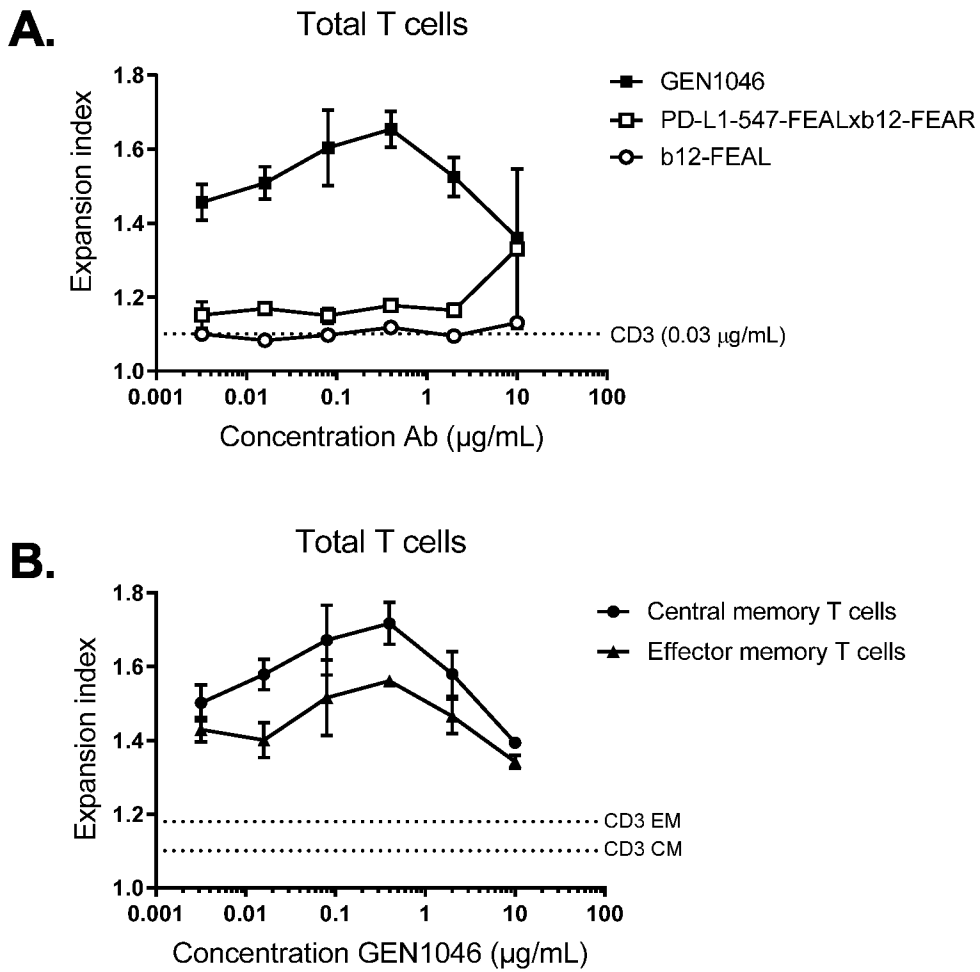 A.
Total T cells
Expansion index
1.8
1.6
1.4
1.2
1.0
0.001 0.01 0.1 1 10 100
Concentration Ab (µg/mL)
GEN1046
PD-L1-547-FEALxb12-FEAR
b12-FEAL
CD3 (0.03 µg/mL)
B.
Total T cells
Expansion index
1.8
1.6
1.4
1.2
1.0
0.001 0.01 0.1 1 10 100
Concentration GEN1046 (µg/mL)
Central memory T cells
Effector memory T cells
CD3 EM
CD3 CM